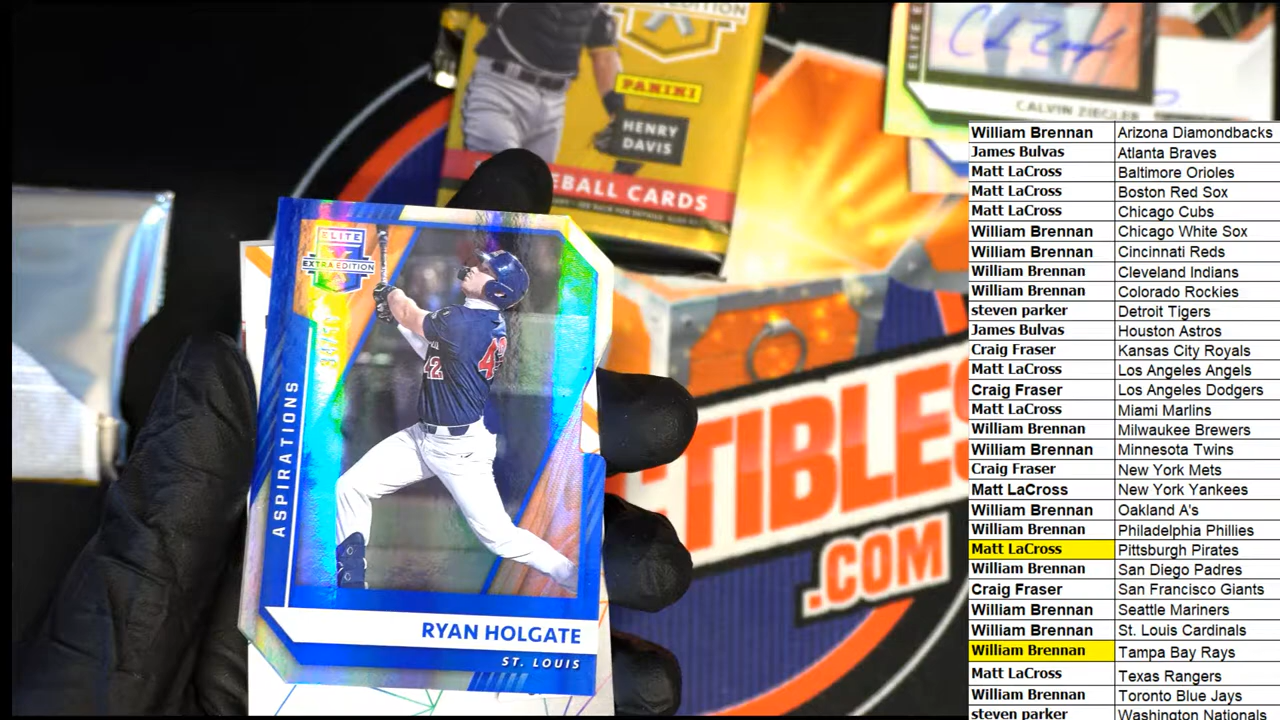 EDITION
PANINI
HENRY
DAVIS
BASEBALL CARDS
ELITE
CALVIN ZIEGLER
ELITE
EXTRA EDITION
ASPIRATIONS
42
RYAN HOLGATE
ST. LOUIS
TIBLES
.COM
William Brennan Arizona Diamondbacks
James Bulvas Atlanta Braves
Matt LaCross Baltimore Orioles
Matt LaCross Boston Red Sox
Matt LaCross Chicago Cubs
William Brennan Chicago White Sox
William Brennan Cincinnati Reds
William Brennan Cleveland Indians
William Brennan Colorado Rockies
steven parker Detroit Tigers
James Bulvas Houston Astros
Craig Fraser Kansas City Royals
Matt LaCross Los Angeles Angels
Craig Fraser Los Angeles Dodgers
Matt LaCross Miami Marlins
William Brennan Milwaukee Brewers
William Brennan Minnesota Twins
Craig Fraser New York Mets
Matt LaCross New York Yankees
William Brennan Oakland A's
William Brennan Philadelphia Phillies
Matt LaCross Pittsburgh Pirates
William Brennan San Diego Padres
Craig Fraser San Francisco Giants
William Brennan Seattle Mariners
William Brennan St. Louis Cardinals
William Brennan Tampa Bay Rays
Matt LaCross Texas Rangers
William Brennan Toronto Blue Jays
steven parker Washington Nationals